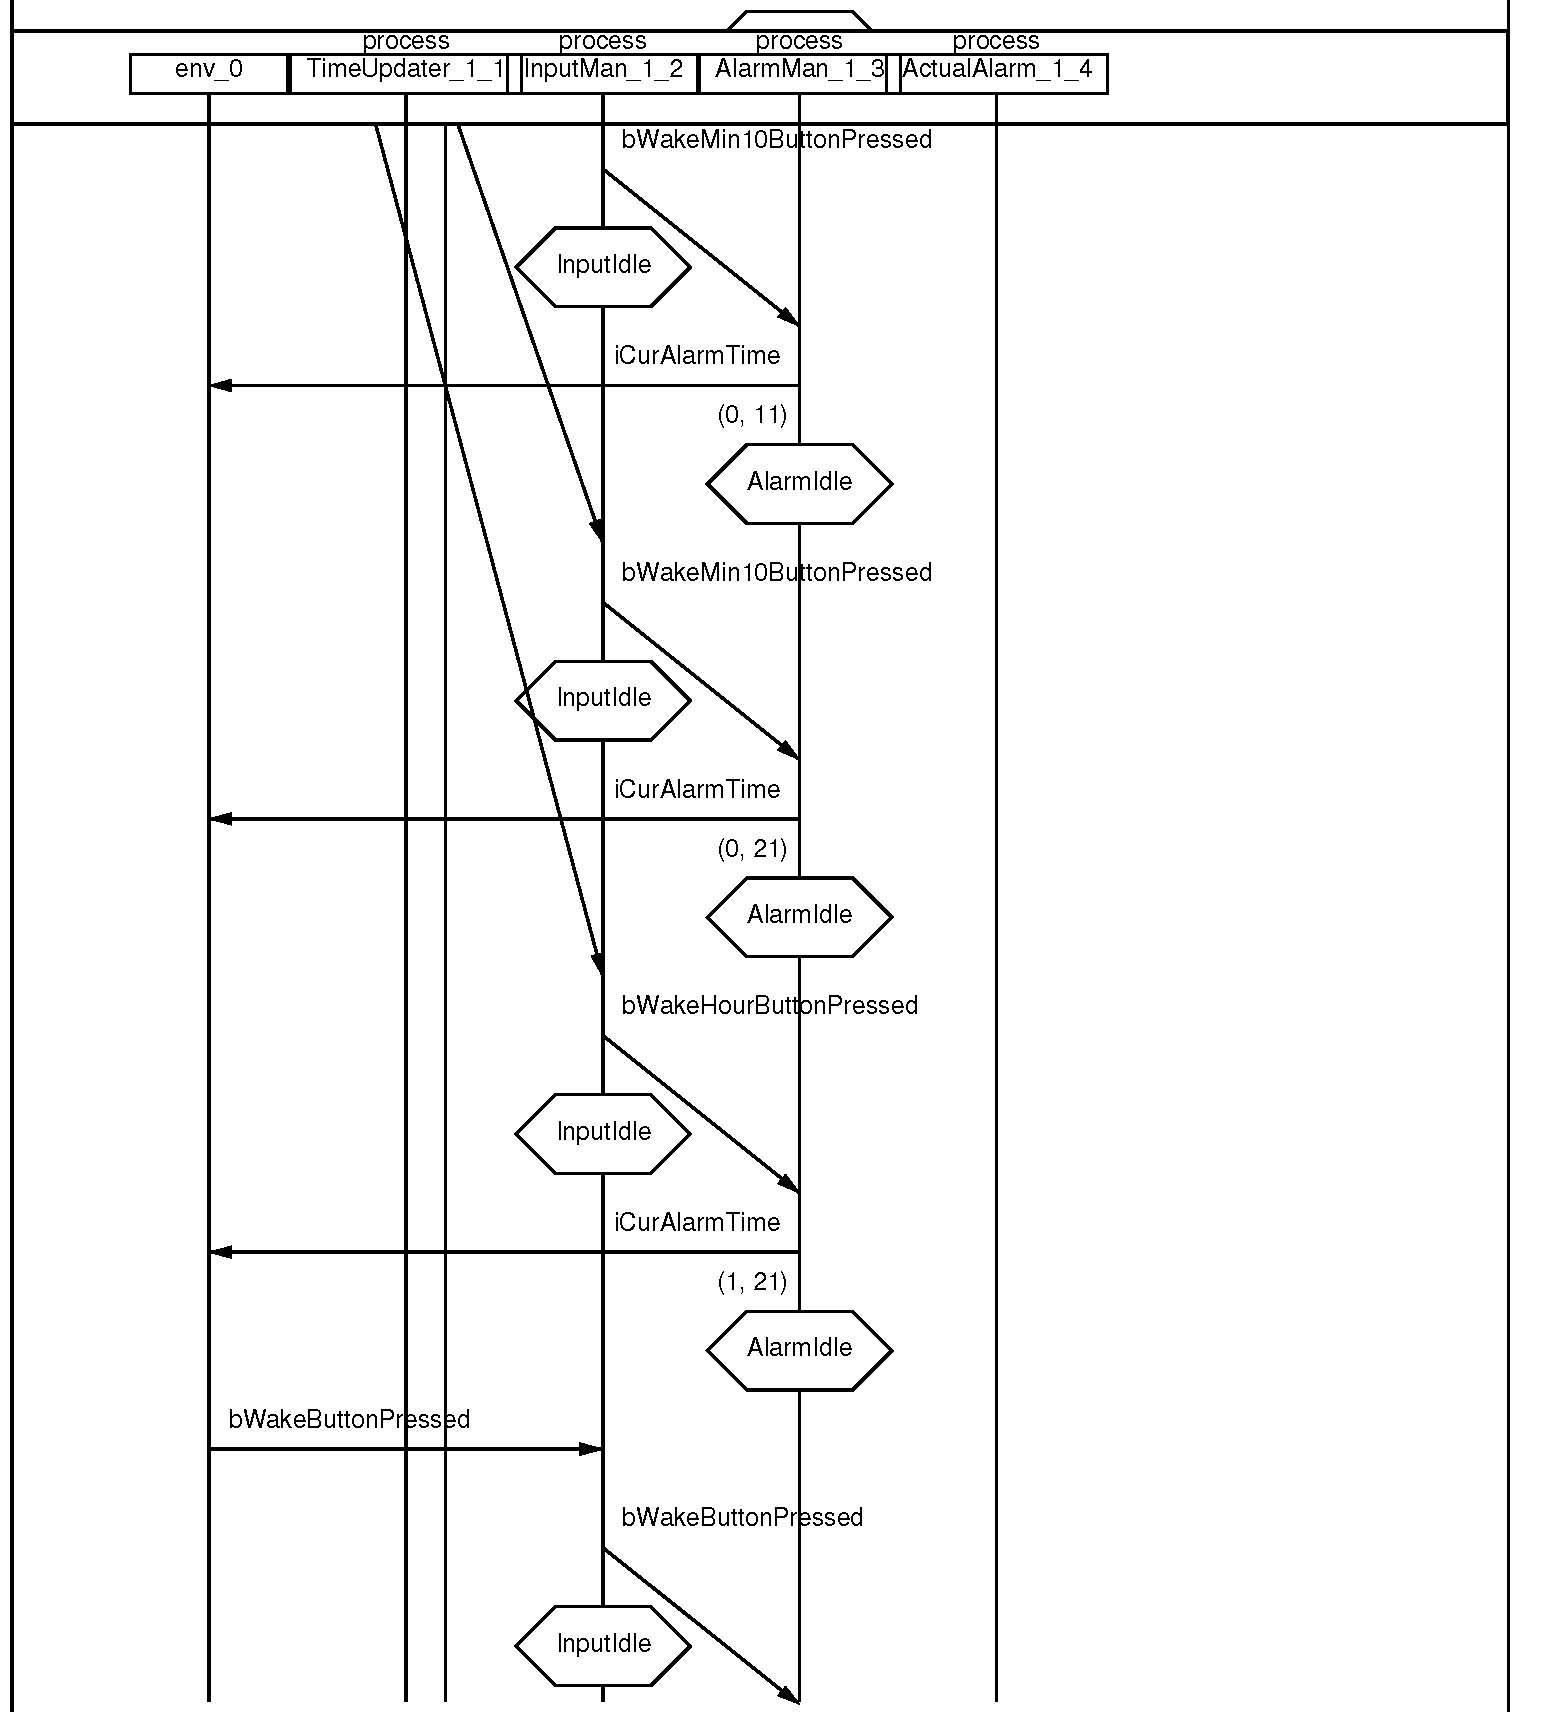 process process process process
env_0 TimeUpdater_1_1 InputMan_1_2 AlarmMan_1_3 ActualAlarm_1_4
bWakeMin10ButtonPressed
InputIdle
iCurAlarmTime
(0, 11)
AlarmIdle
bWakeMin10ButtonPressed
InputIdle
iCurAlarmTime
(0, 21)
AlarmIdle
bWakeHourButtonPressed
InputIdle
iCurAlarmTime
(1, 21)
AlarmIdle
bWakeButtonPressed
bWakeButtonPressed
InputIdle